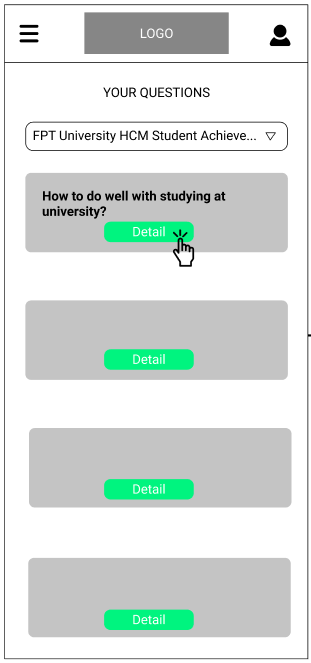 LOGO
YOUR QUESTIONS
FPT University HCM Student Achieve...
How to do well with studying at
university?
Detail
Detail
Detail
Detail